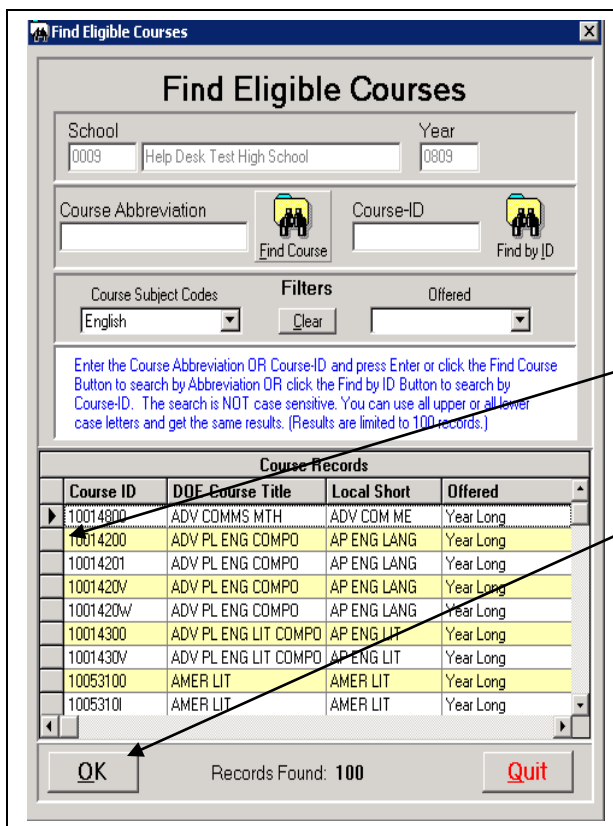 Find Eligible Courses
Find Eligible Courses
School Year
0009 Help Desk Test High School 0809
Course Abbreviation Course-ID
Find Course Find by ID
Course Subject Codes Filters Offered
English Clear
Enter the Course Abbreviation OR Course-ID and press Enter or click the Find Course
Button to search by Abbreviation OR click the Find by ID Button to search by
Course-ID. The search is NOT case sensitive. You can use all upper or all lower
case letters and get the same results. (Results are limited to 100 records.)
Course Records
Course ID DOE Course Title Local Short Offered
10014800 ADV COMMS MTH ADV COM ME Year Long
10014200 ADV PL ENG COMPO AP ENG LANG Year Long
10014201 ADV PL ENG COMPO AP ENG LANG Year Long
1001420V ADV PL ENG COMPO AP ENG LANG Year Long
1001420W ADV PL ENG COMPO AP ENG LANG Year Long
10014300 ADV PL ENG LIT COMPO AP ENG LIT Year Long
1001430V ADV PL ENG LIT COMPO AP ENG LIT Year Long
10053100 AMER LIT AMER LIT Year Long
1005310I AMER LIT AMER LIT Year Long
OK Records Found: 100 Quit